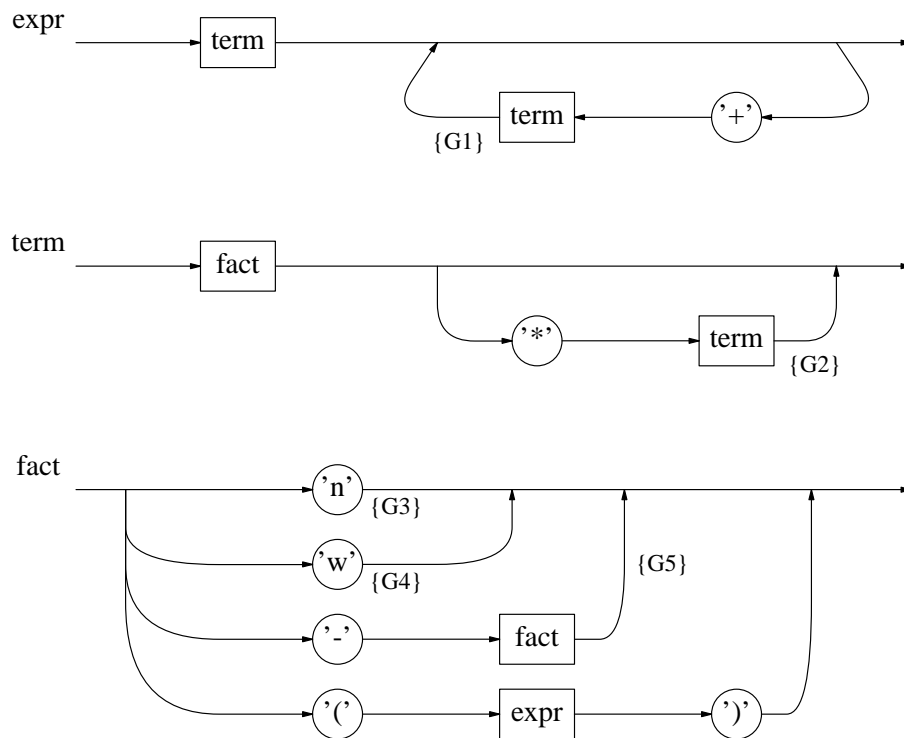 expr
term
term '+'
{G1}
term
fact
'*' term
{G2}
fact
'n' {G3}
'w' {G4} {G5}
'-' fact
'(' expr ')'